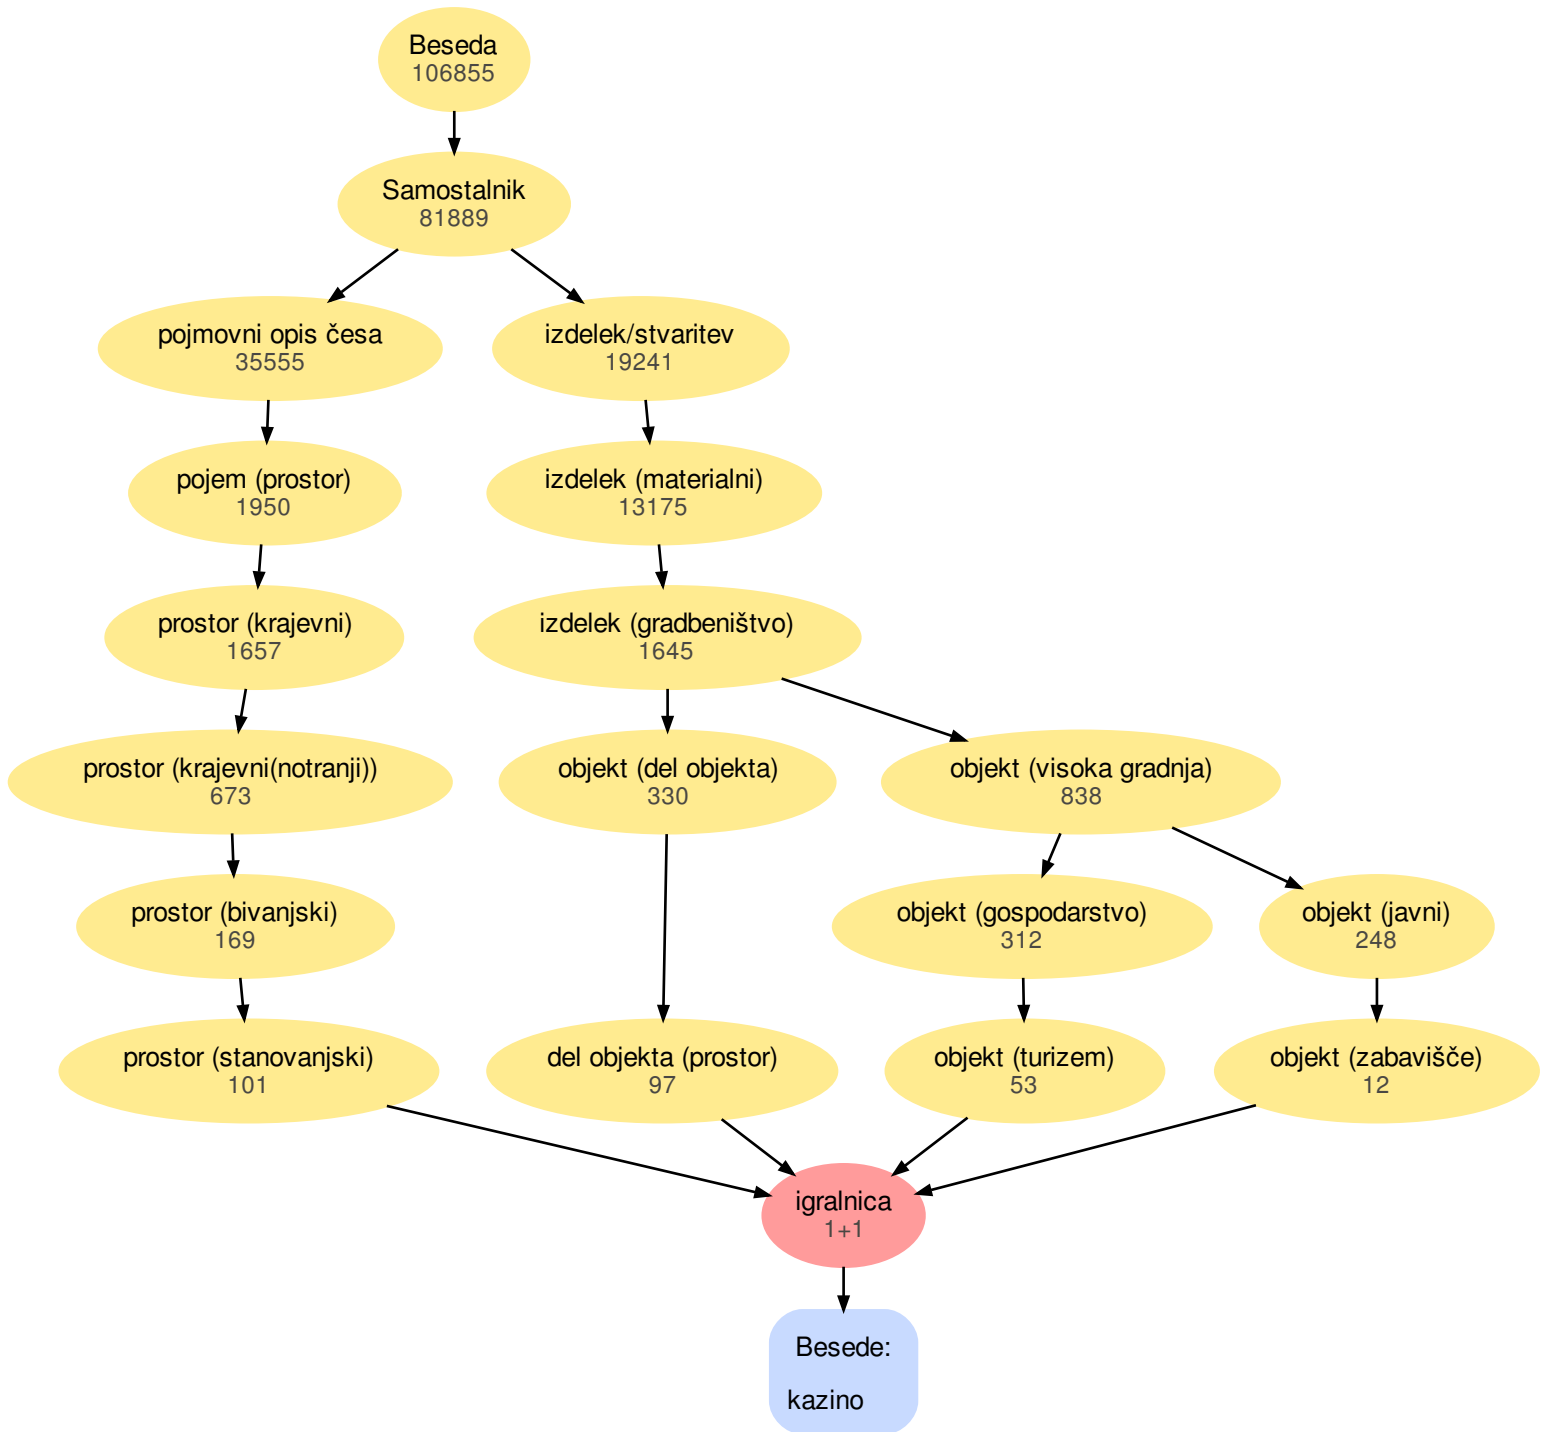 Beseda
106855
Samostalnik
81889
pojmovni opis česa
35555
izdelek/stvaritev
19241
pojem (prostor)
1950
izdelek (materialni)
13175
prostor (krajevni)
1657
izdelek (gradbeništvo)
1645
prostor (krajevni(notranji))
673
objekt (del objekta)
330
objekt (visoka gradnja)
838
prostor (bivanjski)
169
objekt (gospodarstvo)
312
objekt (javni)
248
prostor (stanovanjski)
101
del objekta (prostor)
97
objekt (turizem)
53
objekt (zabavišče)
12
igralnica
1+1
Besede:
kazino